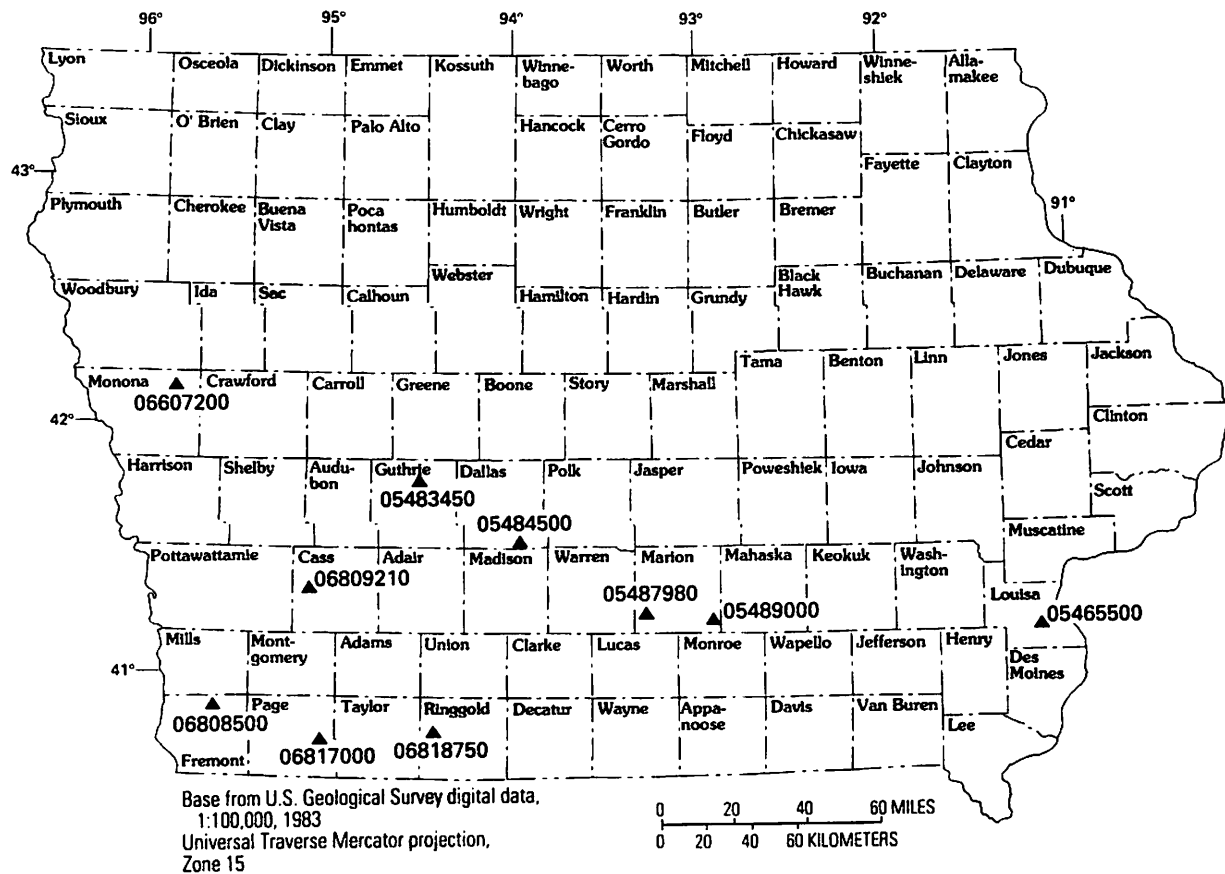 96° 95° 94° 93° 92°
Lyon Osceola Dickinson Emmet Kossuth Winne- Worth Mitchell Howard Winne- Alla-
bago shiek makee
Sioux O' Brien Clay Palo Alto Hancock Cerro Floyd Chickasaw
Gordo
43° Fayette Clayton
Plymouth Cherokee Buena Poca Humboldt Wright Franklin Butler Bremer 91°
Vista hontas
Webster Black Buchanan Delaware Dubuque
Hawk
Woodbury Ida Sac Calhoun Hamilton Hardin Grundy
Tama Benton Linn Jones Jackson
Monona Crawford Carroll Greene Boone Story Marshall
06607200
42° Clinton
Cedar
Harrison Shelby Audu- Guthrie Dallas Polk Jasper Poweshiek Iowa Johnson
bon
05483450 Scott
05484500 Muscatine
Pottawattamie Cass Adair Madison Warren Marion Mahaska Keokuk Wash-
ington
06809210 05487980 Louisa
05489000 05465500
Mills Mont- Adams Union Clarke Lucas Monroe Wapello Jefferson Henry
gomery
41° Des
Moines
06808500 Page Taylor Ringgold Decatur Wayne Appa- Davis Van Buren Lee
noose
06817000 06818750
Fremont
Base from U.S. Geological Survey digital data,
1:100,000, 1983
Universal Traverse Mercator projection,
Zone 15
0 20 40 60 MILES
0 20 40 60 KILOMETERS